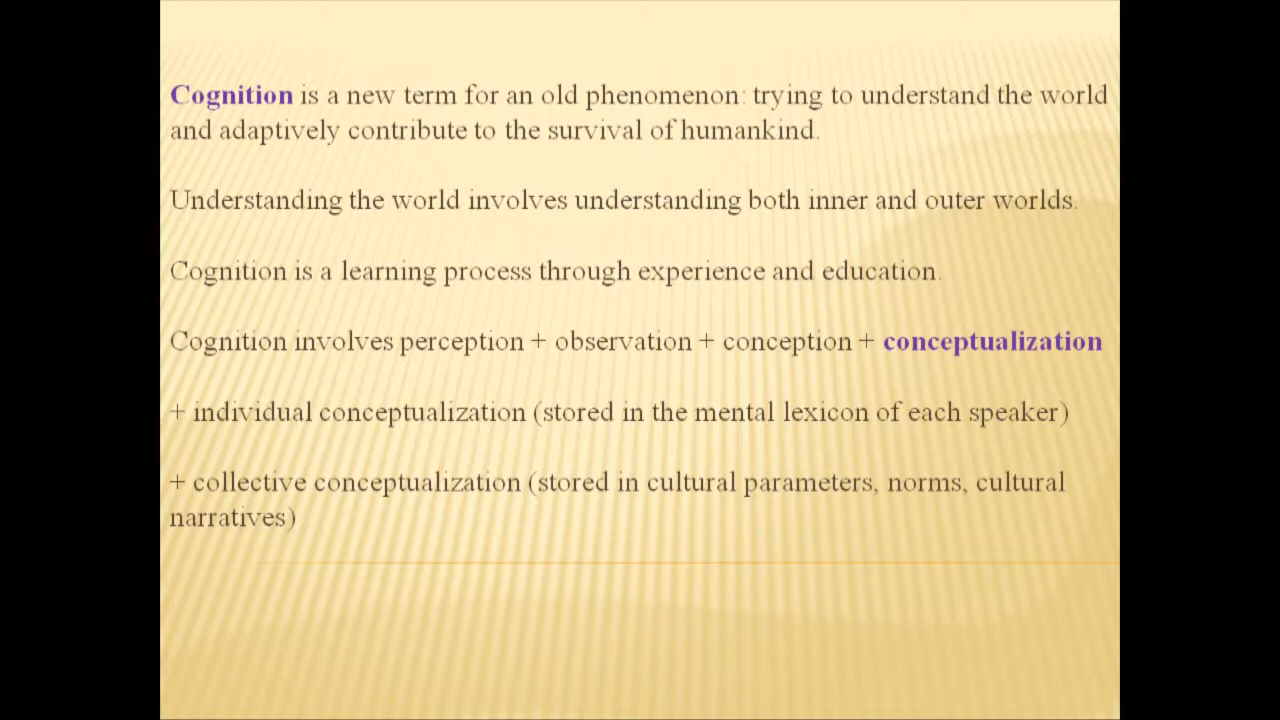 Cognition is a new term for an old phenomenon: trying to understand the world
and adaptively contribute to the survival of humankind.
Understanding the world involves understanding both inner and outer worlds.
Cognition is a learning process through experience and education.
Cognition involves perception + observation + conception + conceptualization
+ individual conceptualization (stored in the mental lexicon of each speaker)
+ collective conceptualization (stored in cultural parameters, norms, cultural
narratives)